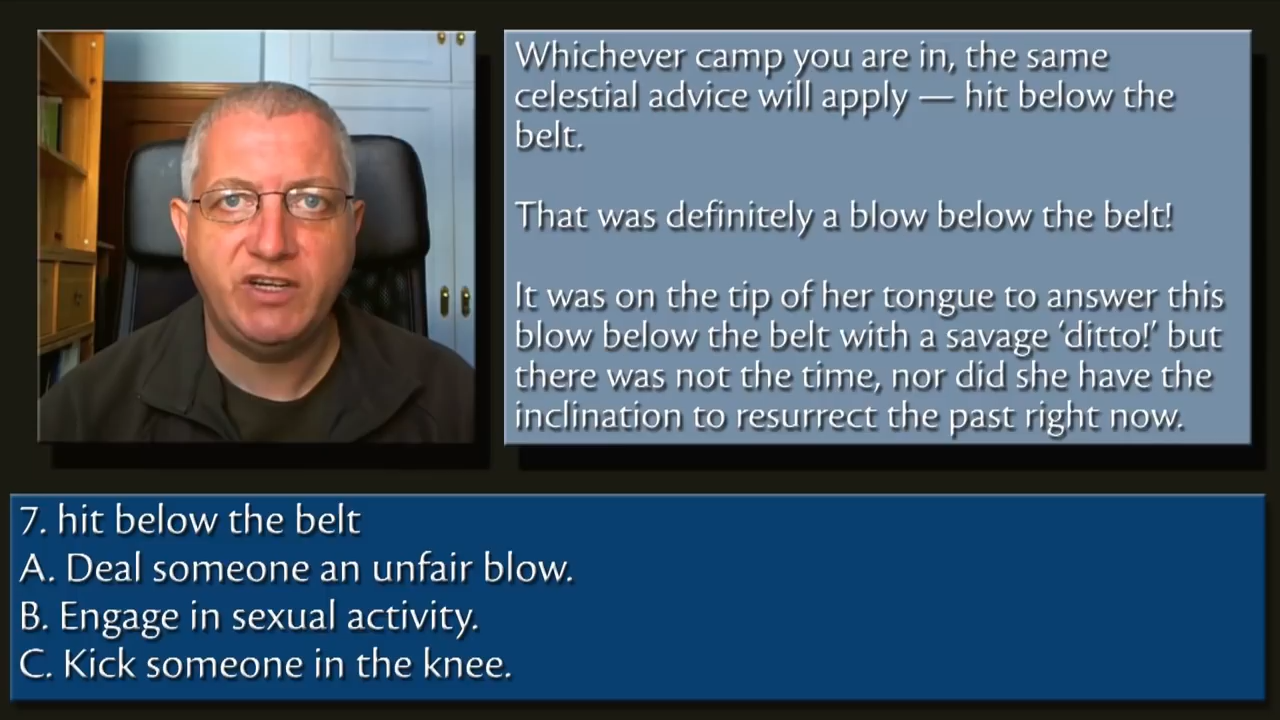 Whichever camp you are in, the same
celestial advice will apply — hit below the
belt.
That was definitely a blow below the belt!
It was on the tip of her tongue to answer this
blow below the belt with a savage ‘ditto!’ but
there was not the time, nor did she have the
inclination to resurrect the past right now.
7. hit below the belt
A. Deal someone an unfair blow.
B. Engage in sexual activity.
C. Kick someone in the knee.